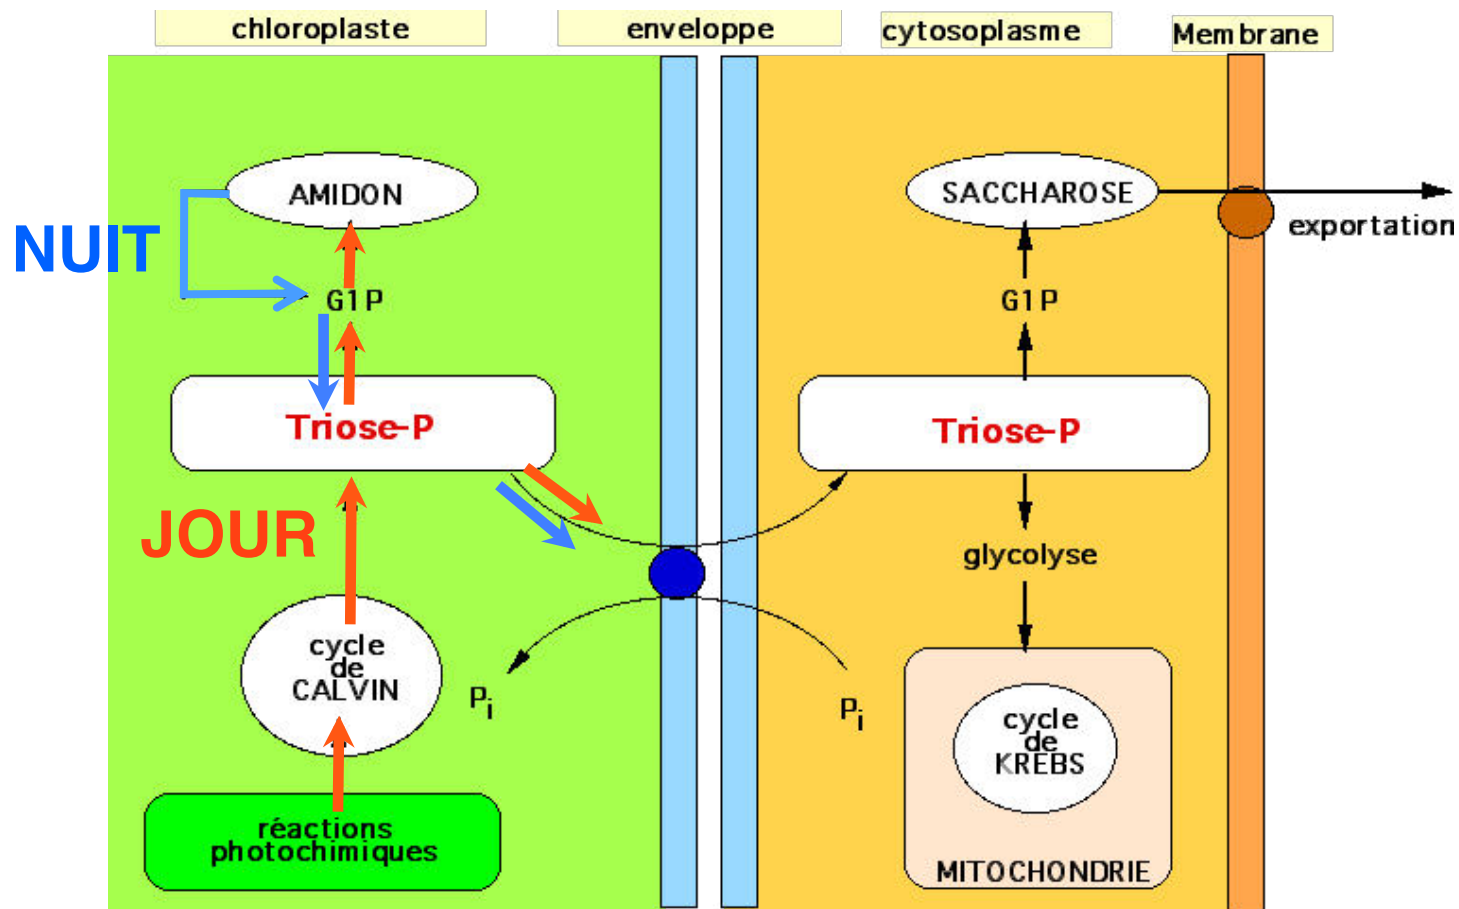 chloroplaste
enveloppe
cytosoplasme
Membrane
AMIDON
SACCHAROSE
exportation
NUIT
G1P
G1P
Triose-P
Triose-P
JOUR
glycolyse
cycle
de
CALVIN
Pi
Pi
cycle
de
KREBS
réactions
photochimiques
MITOCHONDRIE